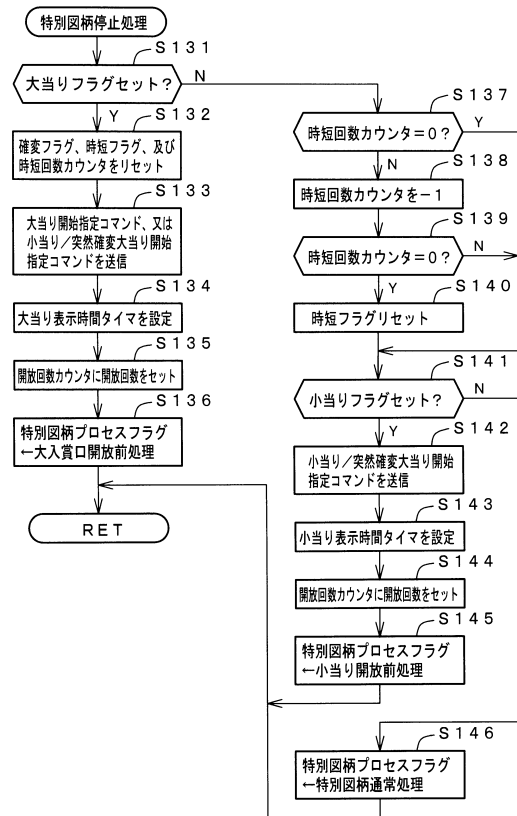 特別図柄停止処理
S131
大当りフラグセット?
N
Y
S132
確変フラグ、時短フラグ、及び
時短回数カウンタをリセット
S133
大当り開始指定コマンド、又は
小当り/突然確変大当り開始
指定コマンドを送信
S134
大当り表示時間タイマを設定
S135
開放回数カウンタに開放回数をセット
S136
特別図柄プロセスフラグ
←大入賞口開放前処理
RET
S137
時短回数カウンタ=0?
Y
N
S138
時短回数カウンタを-1
S139
時短回数カウンタ=0?
N
Y
S140
時短フラグリセット
S141
小当りフラグセット?
N
Y
S142
小当り/突然確変大当り開始
指定コマンドを送信
S143
小当り表示時間タイマを設定
S144
開放回数カウンタに開放回数をセット
S145
特別図柄プロセスフラグ
←小当り開放前処理
S146
特別図柄プロセスフラグ
←特別図柄通常処理